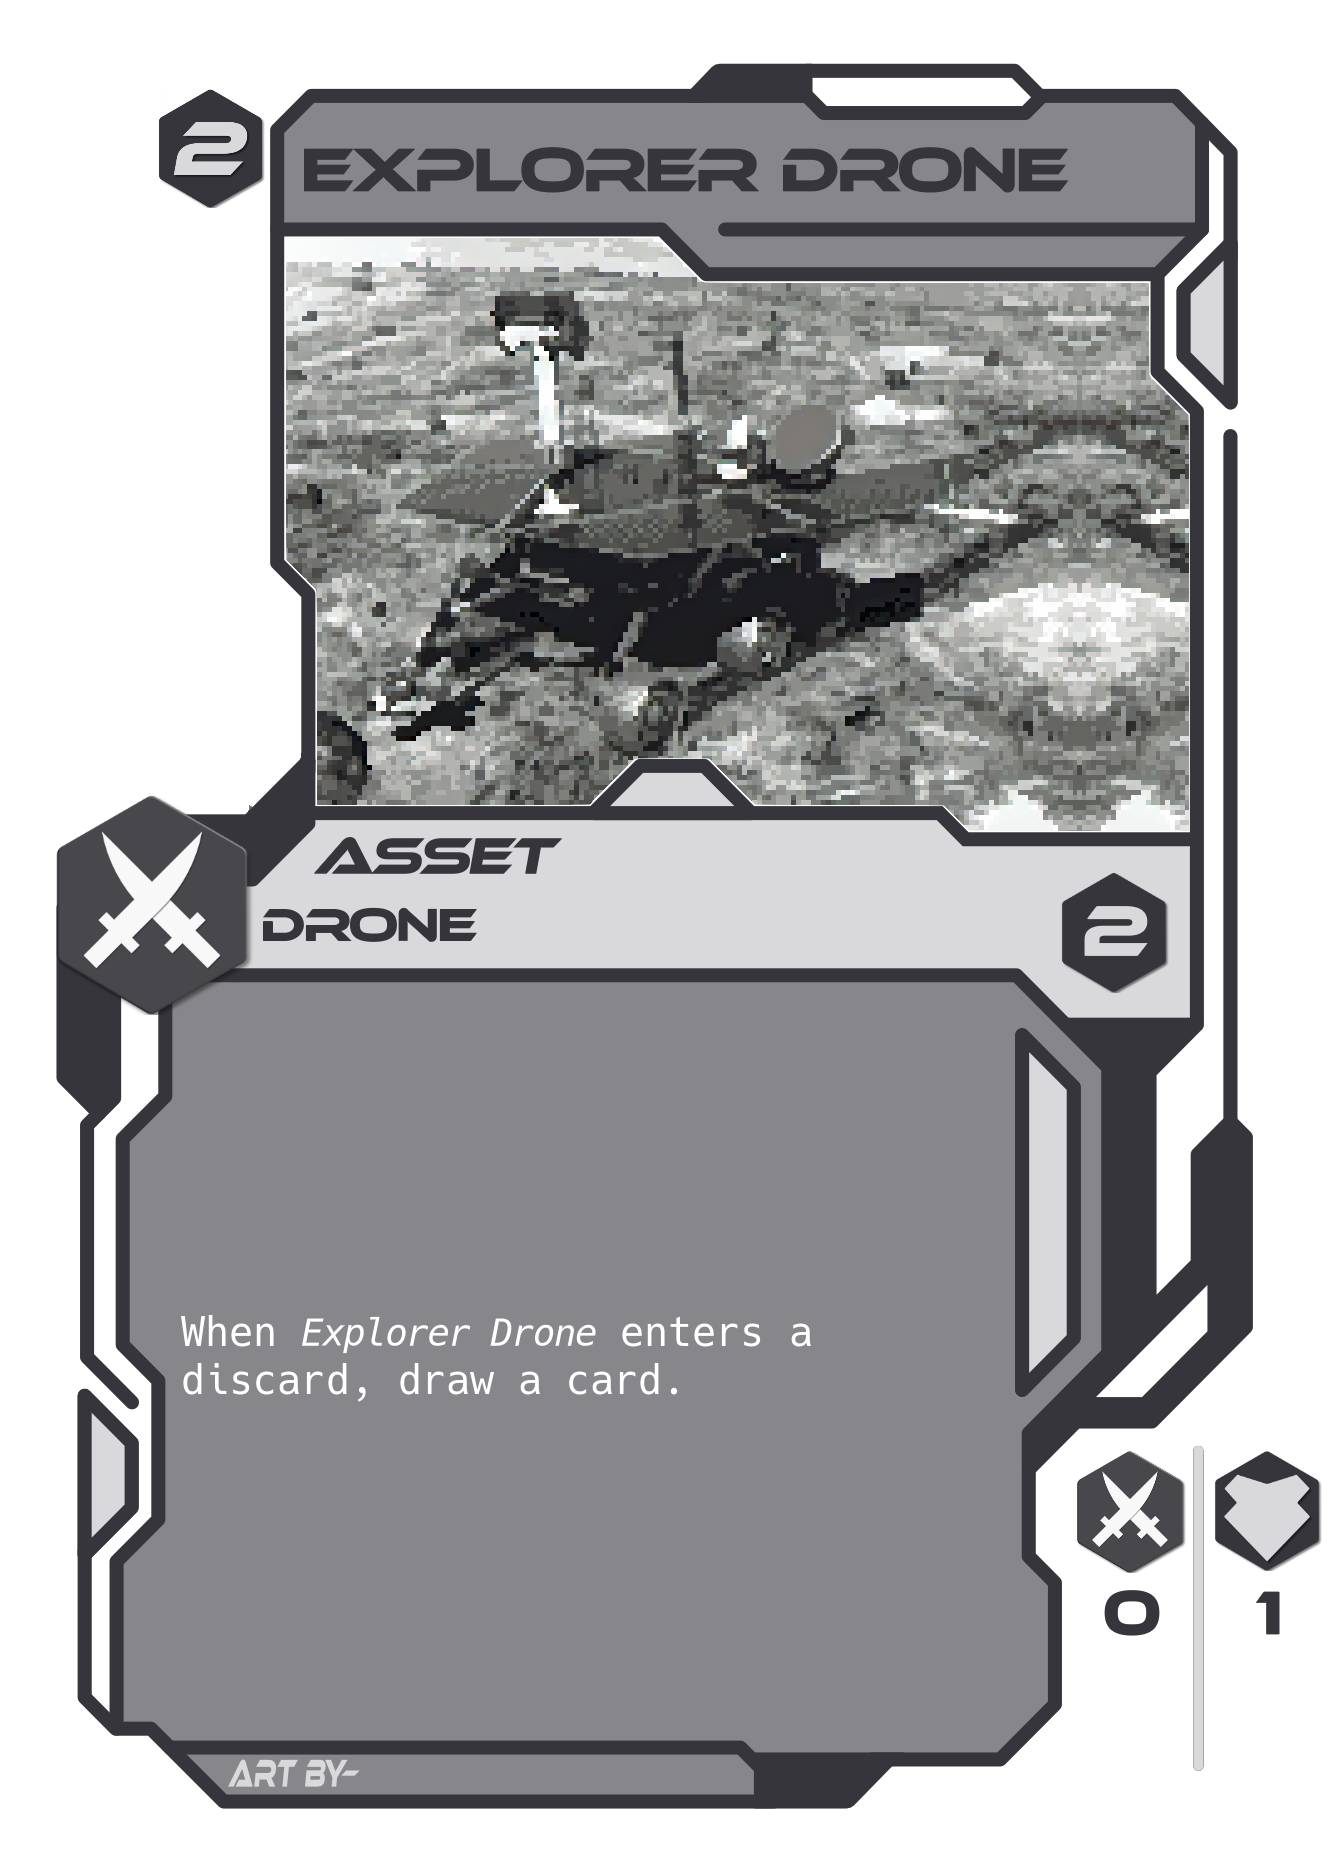 2
EXPLORER DRONE
ASSET
DRONE
2
When Explorer Drone enters a
discard, draw a card.
0
1
ART BY-